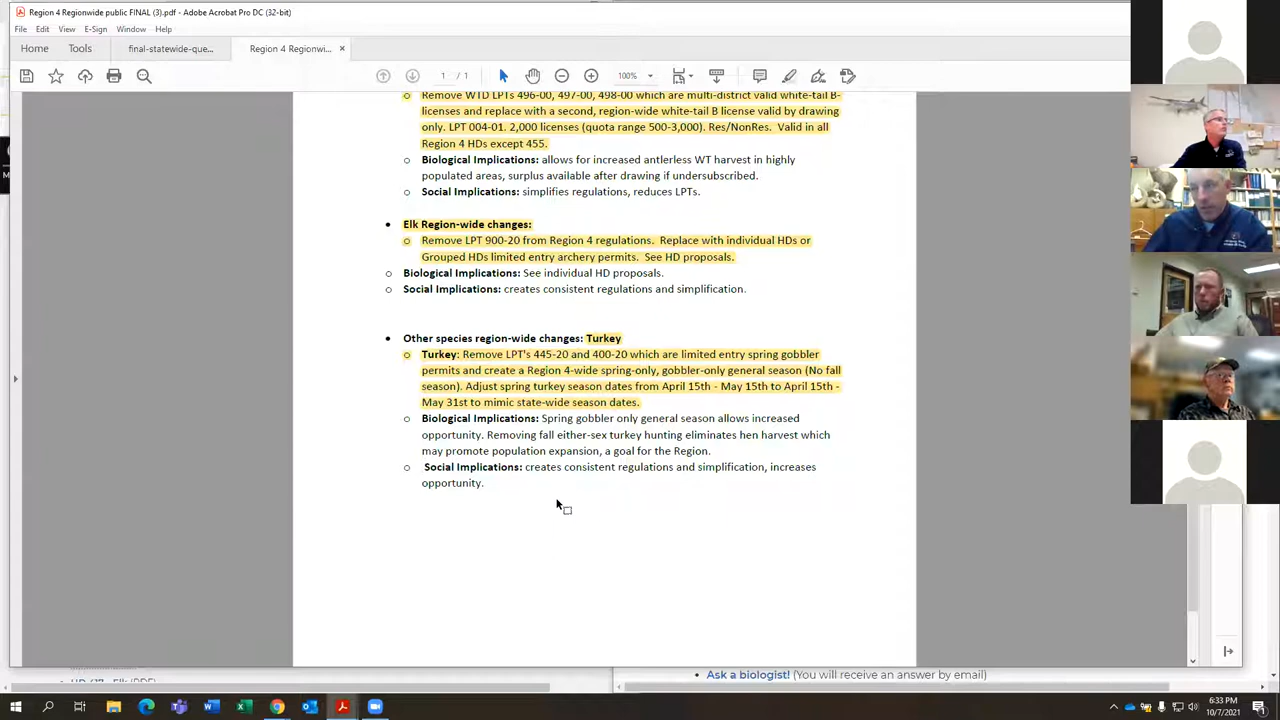 Region 4 Regionwide public FINAL (3).pdf - Adobe Acrobat Pro DC (32-bit)
File Edit View E-Sign Window Help
Home Tools final-statewide-que... Region 4 Regionwi... ×
1 / 1 100%
o Remove WTD LPTs 496-00, 497-00, 498-00 which are multi-district valid white-tail B-
licenses and replace with a second, region-wide white-tail B license valid by drawing
only. LPT 004-01. 2,000 licenses (quota range 500-3,000). Res/NonRes. Valid in all
Region 4 HDs except 455.
o Biological Implications: allows for increased antlerless WT harvest in highly
populated areas, surplus available after drawing if undersubscribed.
o Social Implications: simplifies regulations, reduces LPTs.
• Elk Region-wide changes:
o Remove LPT 900-20 from Region 4 regulations. Replace with individual HDs or
Grouped HDs limited entry archery permits. See HD proposals.
o Biological Implications: See individual HD proposals.
o Social Implications: creates consistent regulations and simplification.
• Other species region-wide changes: Turkey
o Turkey: Remove LPT's 445-20 and 400-20 which are limited entry spring gobbler
permits and create a Region 4-wide spring-only, gobbler-only general season (No fall
season). Adjust spring turkey season dates from April 15th - May 15th to April 15th -
May 31st to mimic state-wide season dates.
o Biological Implications: Spring gobbler only general season allows increased
opportunity. Removing fall either-sex turkey hunting eliminates hen harvest which
may promote population expansion, a goal for the Region.
o Social Implications: creates consistent regulations and simplification, increases
opportunity.
Ask a biologist! (You will receive an answer by email)
6:33 PM
10/7/2021